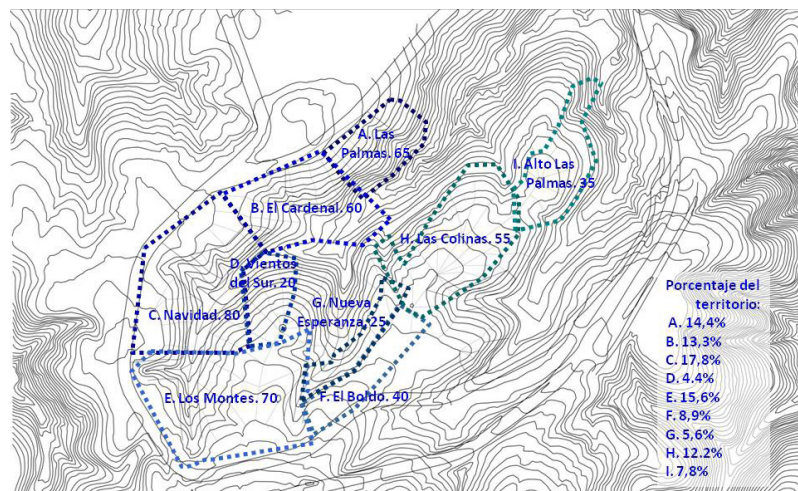 A. Las
Palmas. 65
I. Alto Las
Palmas. 35
B. El Cardenal. 60
H. Las Colinas. 55
D. Vientos
del Sur. 20
G. Nueva
Esperanza. 25
C. Navidad. 80
E. Los Montes. 70
F. El Boldo. 40
Porcentaje del
territorio:
A. 14,4%
B. 13,3%
C. 17,8%
D. 4.4%
E. 15,6%
F. 8,9%
G. 5,6%
H. 12.2%
I. 7,8%